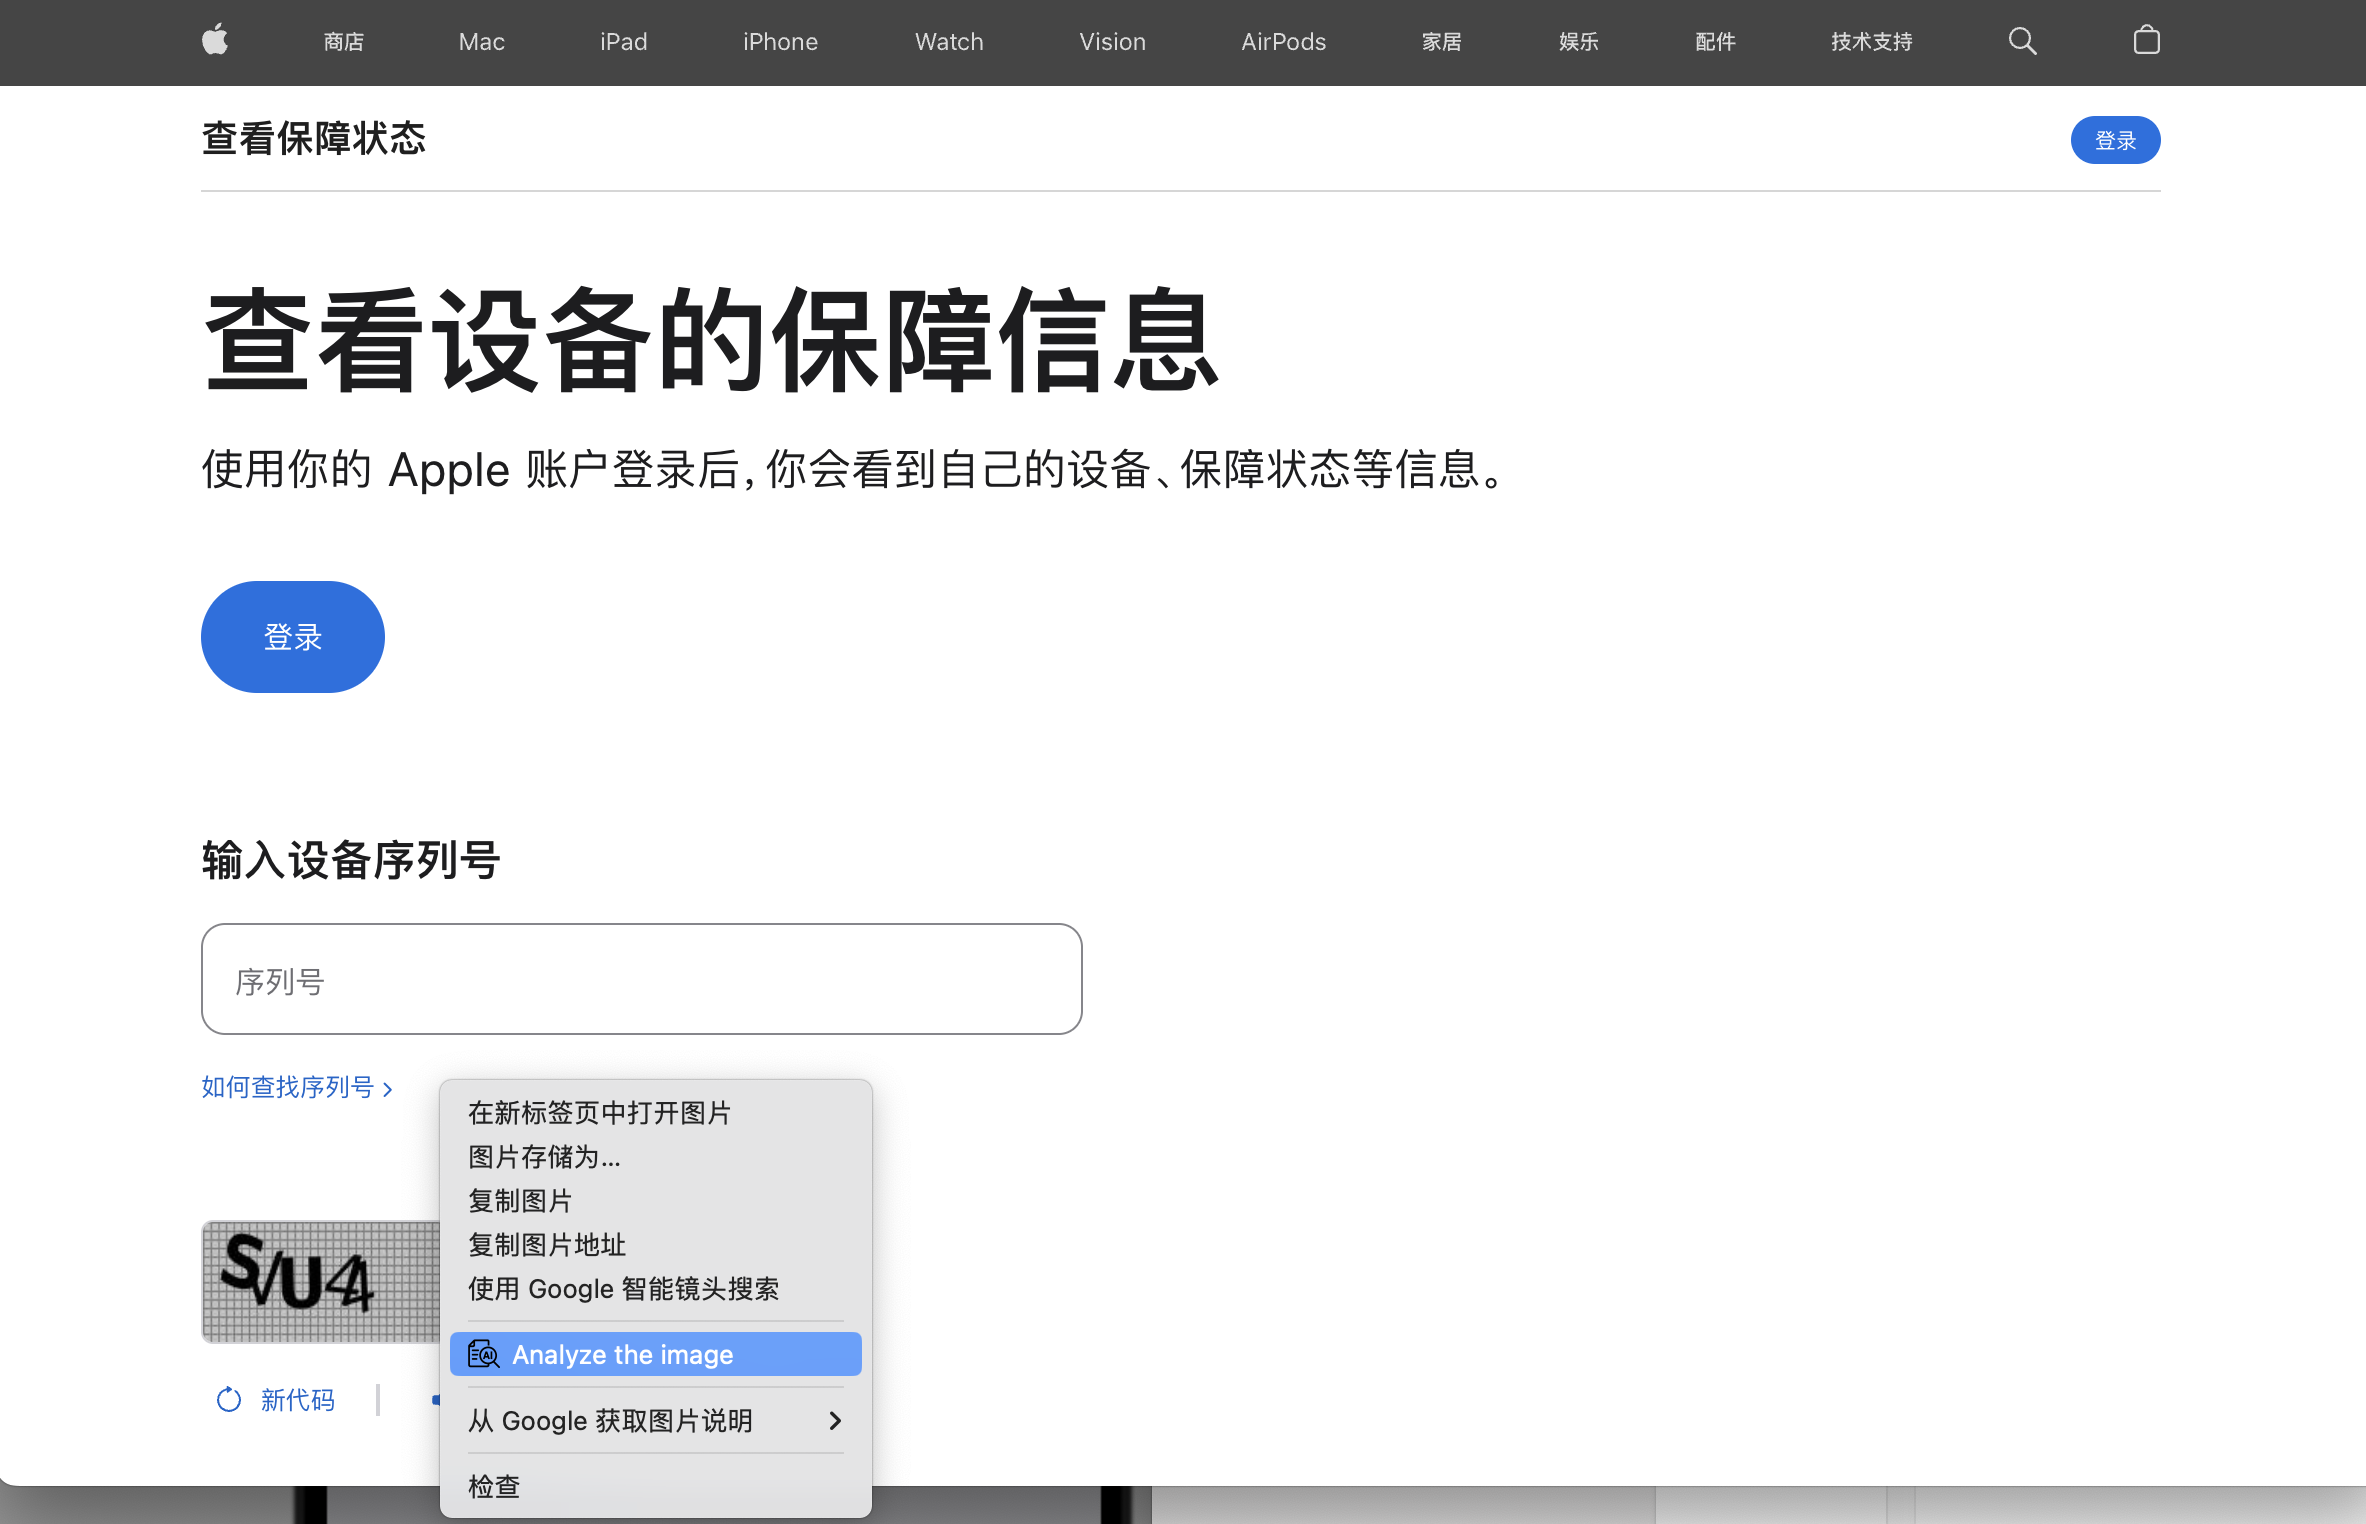 商店 Mac iPad iPhone Watch Vision AirPods 家居 娱乐 配件 技术支持
查看保障状态 登录
查看设备的保障信息
使用你的 Apple 账户登录后，你会看到自己的设备、保障状态等信息。
登录
输入设备序列号
序列号
如何查找序列号 >
在新标签页中打开图片
图片存储为...
复制图片
复制图片地址
使用 Google 智能镜头搜索
Analyze the image
新代码
从 Google 获取图片说明
检查